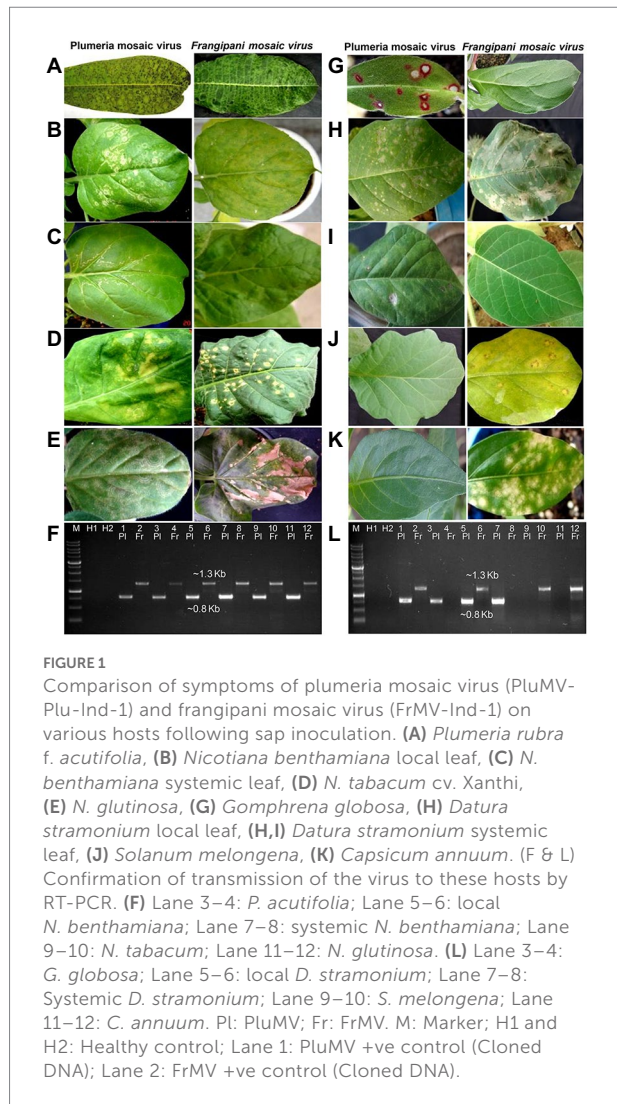 Plumeria mosaic virus Frangipani mosaic virus Plumeria mosaic virus Frangipani mosaic virus
A G
B H
C I
D J
E K
F L
M H1 H2 1 2 3 4 5 6 7 8 9 10 11 12
Pl Fr Pl Fr Pl Fr Pl Fr Pl Fr Pl Fr
~1.3 Kb
~0.8 Kb
M H1 H2 1 2 3 4 5 6 7 8 9 10 11 12
Pl Fr Pl Fr Pl Fr Pl Fr Pl Fr Pl Fr
~1.3 Kb
~0.8 Kb
FIGURE 1
Comparison of symptoms of plumeria mosaic virus (PluMV-
Plu-Ind-1) and frangipani mosaic virus (FrMV-Ind-1) on
various hosts following sap inoculation. (A) Plumeria rubra
f. acutifolia, (B) Nicotiana benthamiana local leaf, (C) N.
benthamiana systemic leaf, (D) N. tabacum cv. Xanthi,
(E) N. glutinosa, (G) Gomphrena globosa, (H) Datura
stramonium local leaf, (H,I) Datura stramonium systemic
leaf, (J) Solanum melongena, (K) Capsicum annuum. (F & L)
Confirmation of transmission of the virus to these hosts by
RT-PCR. (F) Lane 3–4: P. acutifolia; Lane 5–6: local
N. benthamiana; Lane 7–8: systemic N. benthamiana; Lane
9–10: N. tabacum; Lane 11–12: N. glutinosa. (L) Lane 3–4:
G. globosa; Lane 5–6: local D. stramonium; Lane 7–8:
Systemic D. stramonium; Lane 9–10: S. melongena; Lane
11–12: C. annuum. Pl: PluMV; Fr: FrMV. M: Marker; H1 and
H2: Healthy control; Lane 1: PluMV +ve control (Cloned
DNA); Lane 2: FrMV +ve control (Cloned DNA).